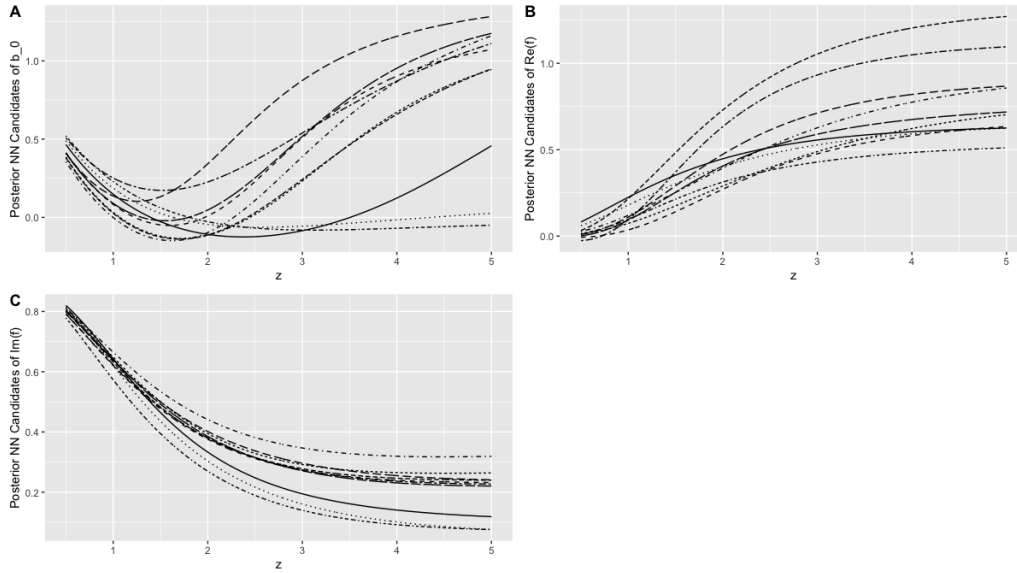 A
Posterior NN Candidates of b_0
1.0
0.5
0.0
1 2 3 4 5
z
B
Posterior NN Candidates of Re(f)
1.0
0.5
0.0
1 2 3 4 5
z
C
Posterior NN Candidates of Im(f)
0.8
0.6
0.4
0.2
1 2 3 4 5
z